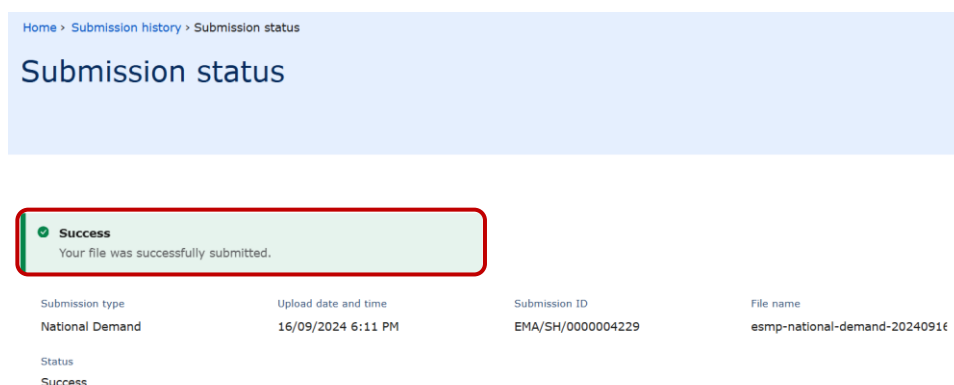 Home › Submission history › Submission status
Submission status
Success
Your file was successfully submitted.
Submission type Upload date and time Submission ID File name
National Demand 16/09/2024 6:11 PM EMA/SH/0000004229 esmp-national-demand-20240916
Status
Success